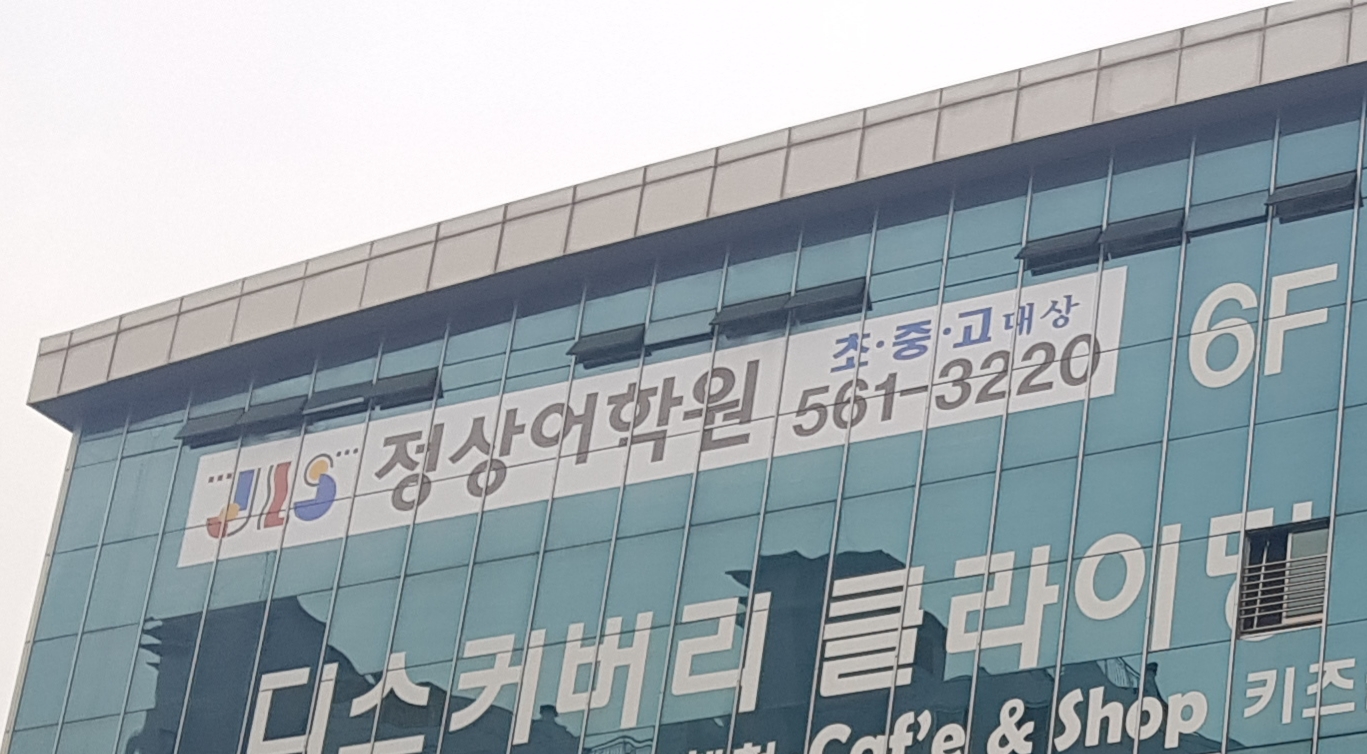 초·중·고 대상
JLS 정상어학원 561-3220
6F
디스커버리 클라이밍
Caf'e & Shop 키즈